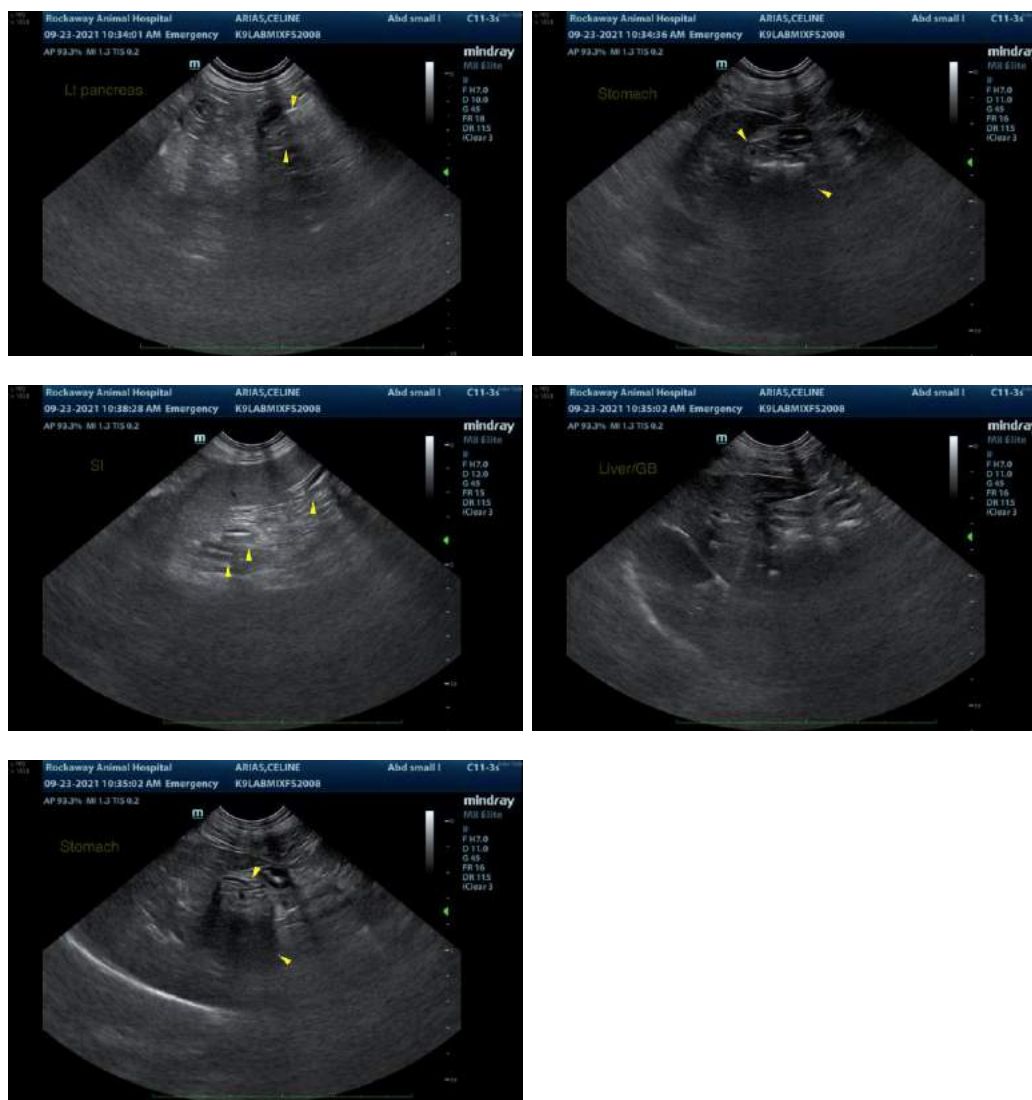 Rockaway Animal Hospital ARIAS,CELINE Abd small I C11-3s
09-23-2021 10:34:01 AM Emergency K9LABMIXFS2008
AP 93.3% MI 1.3 TIS 0.2
mindray
M8 Elite
m
Lt pancreas
B
F H7.0
D 10.0
G 45
FR 18
DR 115
iClear 3
Rockaway Animal Hospital ARIAS,CELINE Abd small I C11-3s
09-23-2021 10:34:36 AM Emergency K9LABMIXFS2008
AP 93.3% MI 1.3 TIS 0.2
mindray
M8 Elite
m
Stomach
B
F H7.0
D 11.0
G 45
FR 16
DR 115
iClear 3
Rockaway Animal Hospital ARIAS,CELINE Abd small I C11-3s
09-23-2021 10:38:28 AM Emergency K9LABMIXFS2008
AP 93.3% MI 1.3 TIS 0.2
mindray
M8 Elite
m
SI
B
F H7.0
D 12.0
G 45
FR 15
DR 115
iClear 3
Rockaway Animal Hospital ARIAS,CELINE Abd small I C11-3s
09-23-2021 10:35:02 AM Emergency K9LABMIXFS2008
AP 93.3% MI 1.3 TIS 0.2
mindray
M8 Elite
m
Liver/GB
B
F H7.0
D 11.0
G 45
FR 16
DR 115
iClear 3
Rockaway Animal Hospital ARIAS,CELINE Abd small I C11-3s
09-23-2021 10:35:02 AM Emergency K9LABMIXFS2008
AP 93.3% MI 1.3 TIS 0.2
mindray
M8 Elite
m
Stomach
B
F H7.0
D 11.0
G 45
FR 16
DR 115
iClear 3